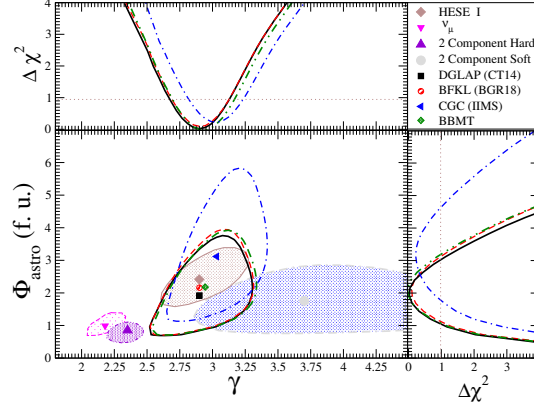 4
3
2
1
0
Δ χ²
HESE I
ν_μ
2 Component Hard
2 Component Soft
DGLAP (CT14)
BFKL (BGR18)
CGC (IIMS)
BBMT
6
5
4
3
2
1
0
Φ_astro (f. u.)
2 2.25 2.5 2.75 3 3.25 3.5 3.75 4 4.25
γ
0 1 2 3
Δχ²